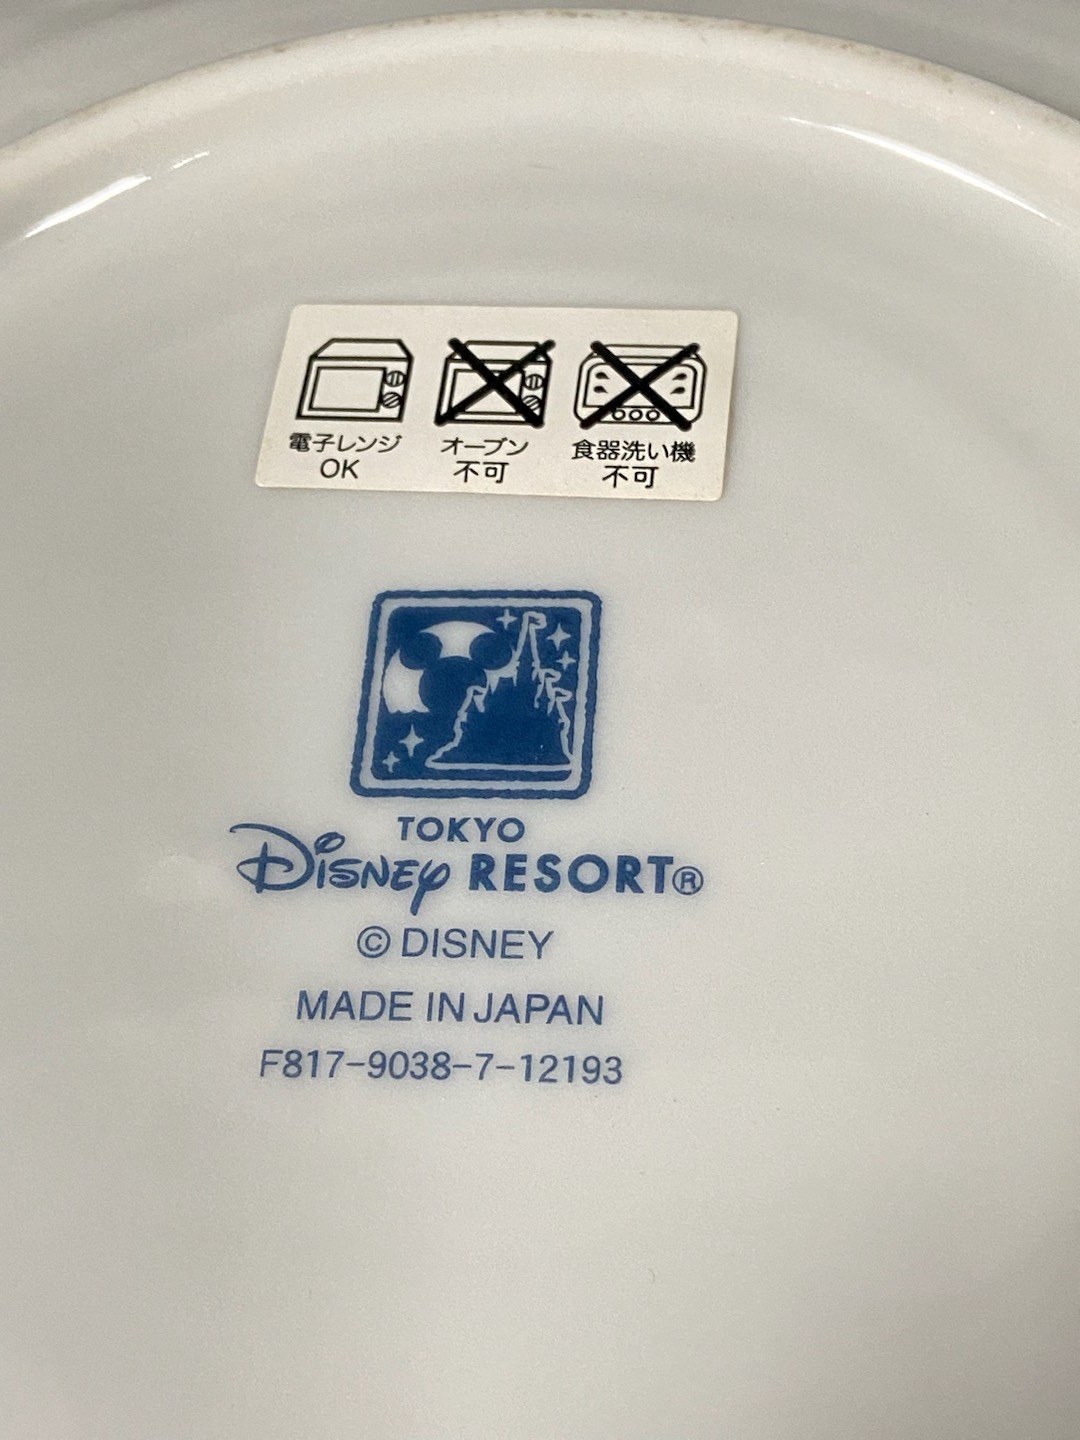 電子レンジ
OK
オーブン
不可
食器洗い機
不可
TOKYO
Disney RESORT®
© DISNEY
MADE IN JAPAN
F817-9038-7-12193